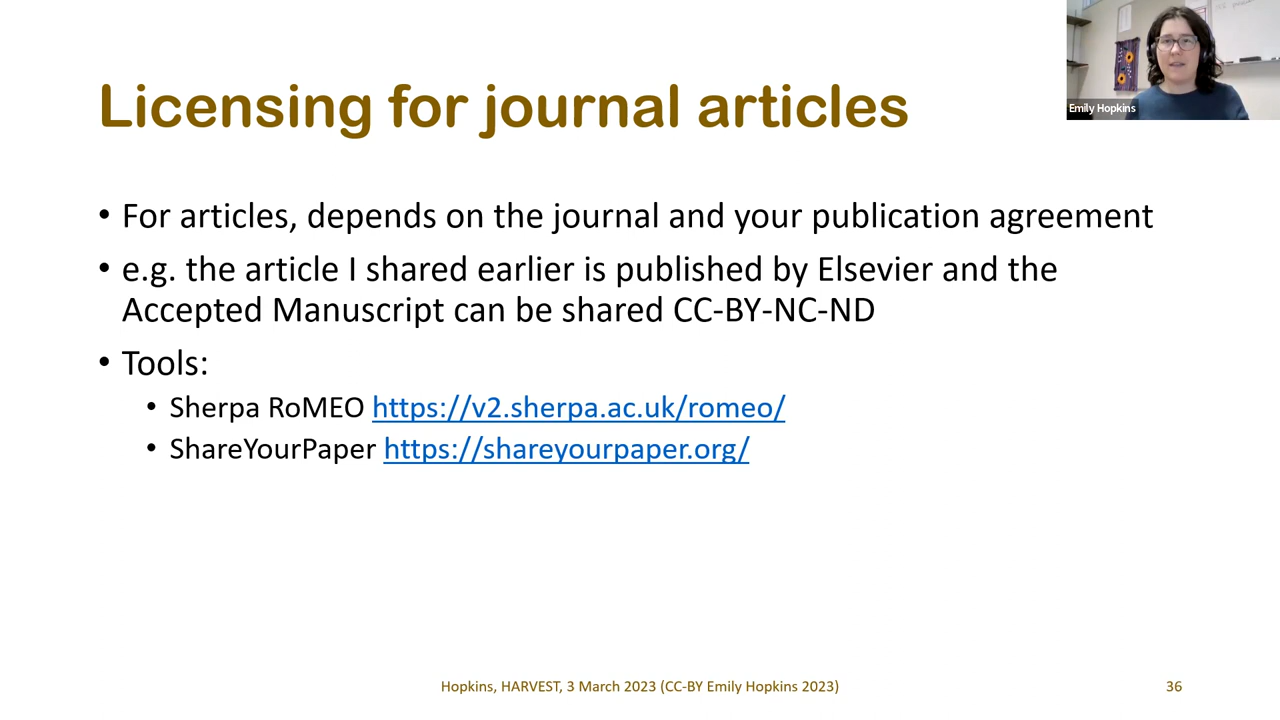 Licensing for journal articles
Emily Hopkins
• For articles, depends on the journal and your publication agreement
• e.g. the article I shared earlier is published by Elsevier and the
Accepted Manuscript can be shared CC-BY-NC-ND
• Tools:
• Sherpa RoMEO https://v2.sherpa.ac.uk/romeo/
• ShareYourPaper https://shareyourpaper.org/
Hopkins, HARVEST, 3 March 2023 (CC-BY Emily Hopkins 2023)
36